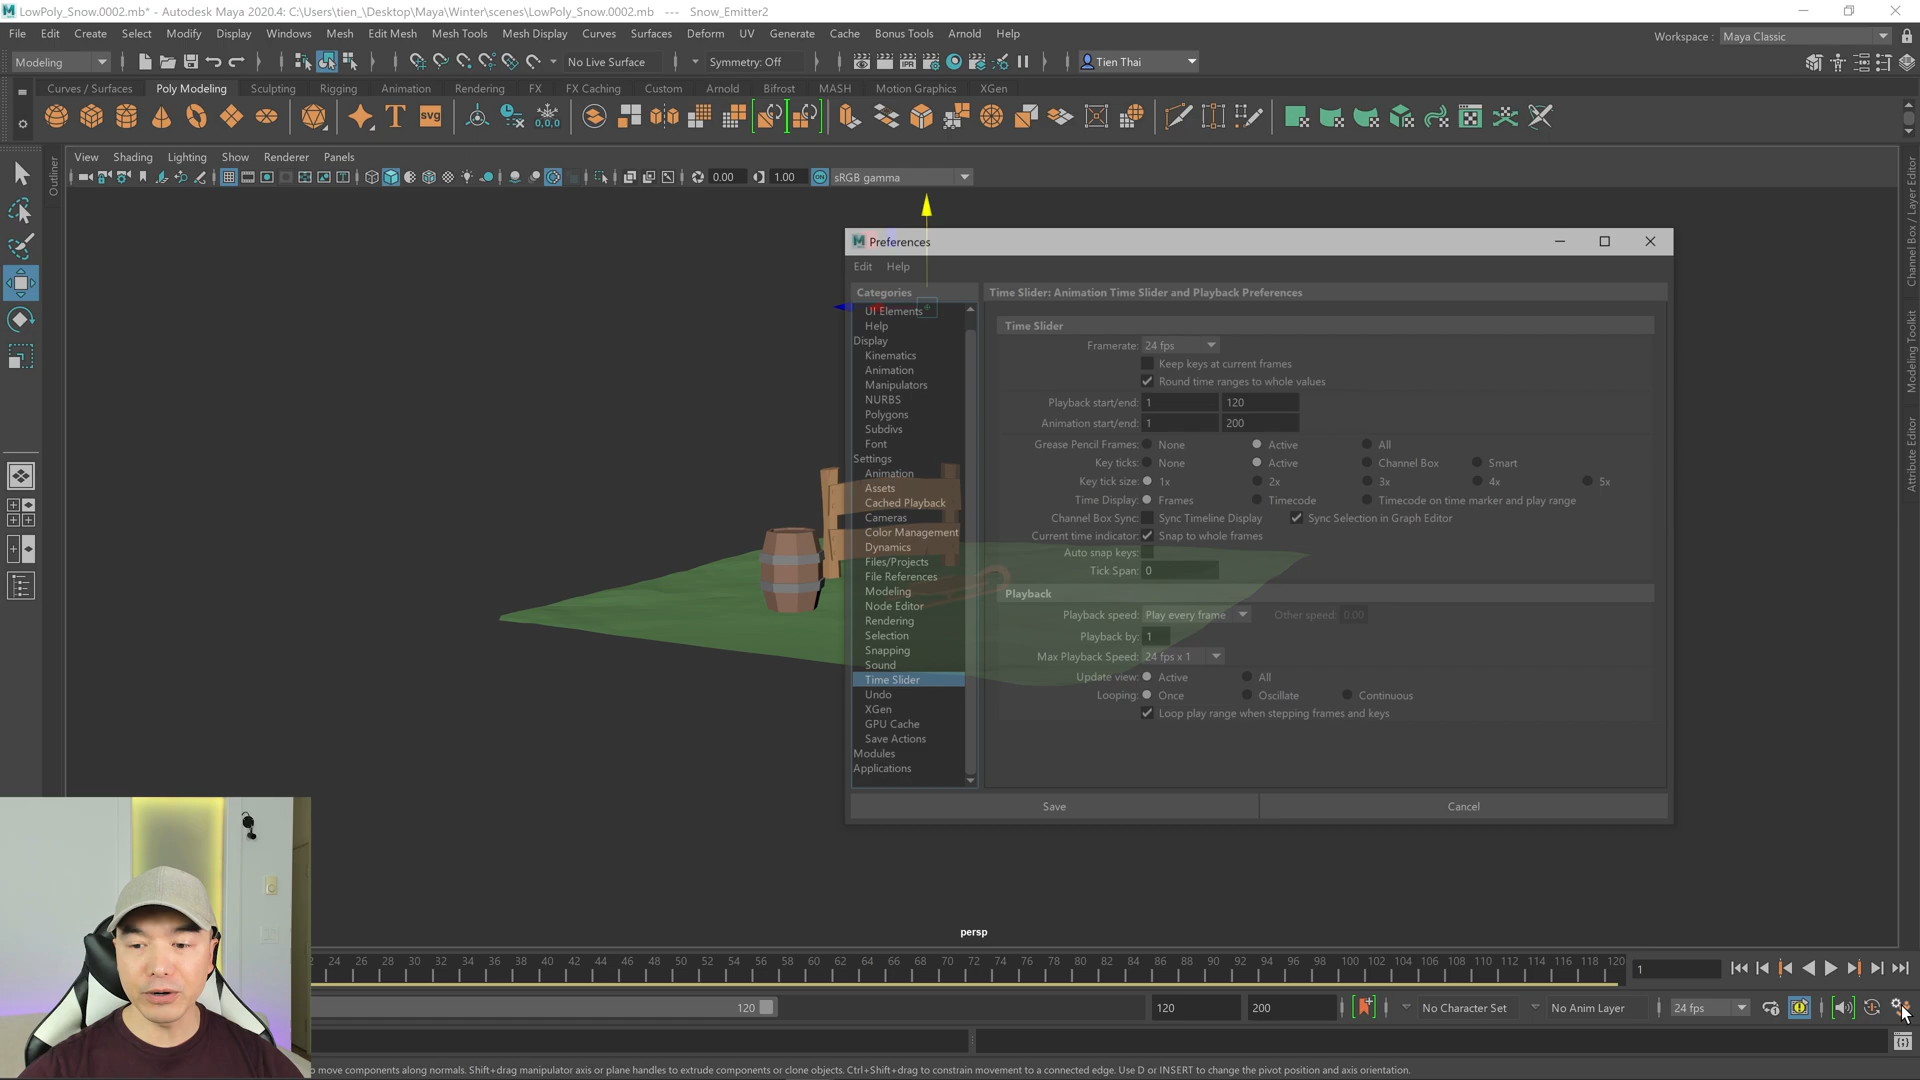 LowPoly_Snow.0002.mb* - Autodesk Maya 2020.4: C:\Users\tien_\Desktop\Maya\Winter\scenes\LowPoly_Snow.0002.mb --- Snow_Emitter2
File Edit Create Select Modify Display Windows Mesh Edit Mesh Mesh Tools Mesh Display Curves Surfaces Deform UV Generate Cache Bonus Tools Arnold Help
Workspace : Maya Classic
Modeling No Live Surface Symmetry: Off Tien Thai
Curves / Surfaces Poly Modeling Sculpting Rigging Animation Rendering FX FX Caching Custom Arnold Bifrost MASH Motion Graphics XGen
View Shading Lighting Show Renderer Panels
0.00 1.00 sRGB gamma
Outliner
Channel Box / Layer Editor
Modeling Toolkit
Attribute Editor
Preferences
Edit Help
Categories
UI Elements
Help
Display
Kinematics
Animation
Manipulators
NURBS
Polygons
Subdivs
Font
Settings
Animation
Assets
Cached Playback
Cameras
Color Management
Dynamics
Files/Projects
File References
Modeling
Node Editor
Rendering
Selection
Snapping
Sound
Time Slider
Undo
XGen
GPU Cache
Save Actions
Modules
Applications
Time Slider: Animation Time Slider and Playback Preferences
Time Slider
Framerate: 24 fps
Keep keys at current frames
Round time ranges to whole values
Playback start/end: 1 120
Animation start/end: 1 200
Grease Pencil Frames: None Active All
Key ticks: None Active Channel Box Smart
Key tick size: 1x 2x 3x 4x 5x
Time Display: Frames Timecode Timecode on time marker and play range
Channel Box Sync: Sync Timeline Display Sync Selection in Graph Editor
Current time indicator: Snap to whole frames
Auto snap keys:
Tick Span: 0
Playback
Playback speed: Play every frame Other speed: 0.00
Playback by: 1
Max Playback Speed: 24 fps x 1
Update view: Active All
Looping: Once Oscillate Continuous
Loop play range when stepping frames and keys
Save Cancel
persp
24 26 28 30 32 34 36 38 40 42 44 46 48 50 52 54 56 58 60 62 64 66 68 70 72 74 76 78 80 82 84 86 88 90 92 94 96 98 100 102 104 106 108 110 112 114 116 118 120 1
120 120 200 No Character Set No Anim Layer 24 fps
move components along normals. Shift+drag manipulator axis or plane handles to extrude components or clone objects. Ctrl+Shift+drag to constrain movement to a connected edge. Use D or INSERT to change the pivot position and axis orientation.